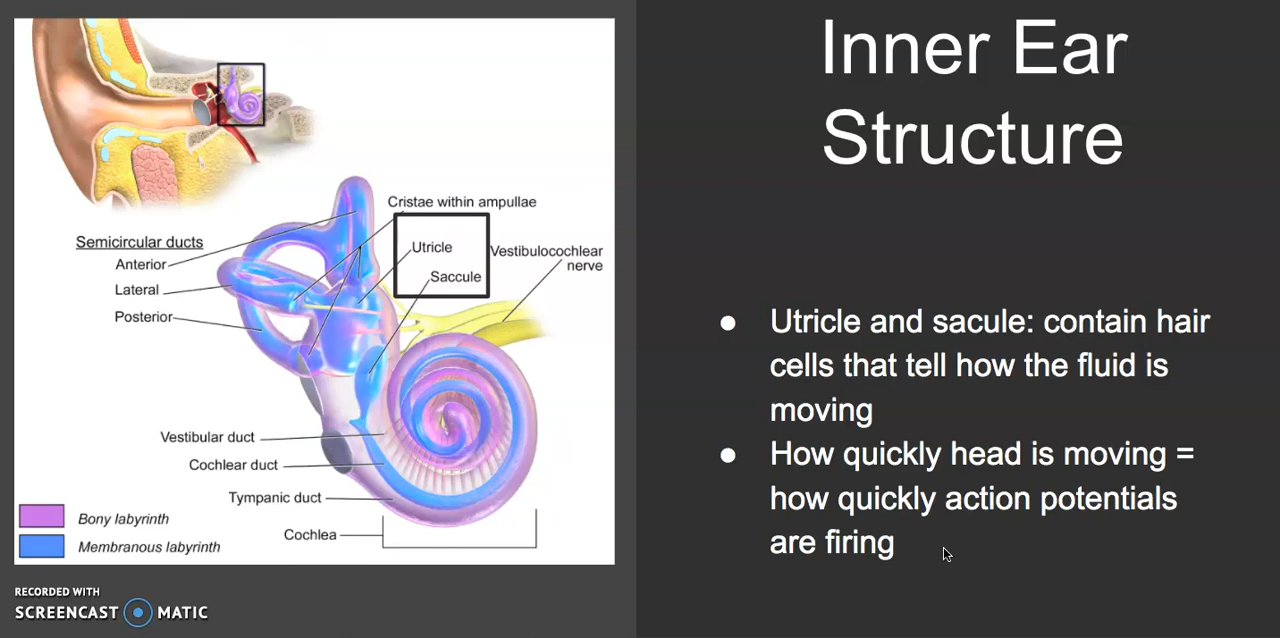 Inner Ear
Structure
Cristae within ampullae
Semicircular ducts
Utricle
Vestibulocochlear
nerve
Anterior
Saccule
Lateral
Posterior
Vestibular duct
Cochlear duct
Tympanic duct
Cochlea
Bony labyrinth
Membranous labyrinth
● Utricle and sacule: contain hair
cells that tell how the fluid is
moving
● How quickly head is moving =
how quickly action potentials
are firing
RECORDED WITH
SCREENCAST MATIC